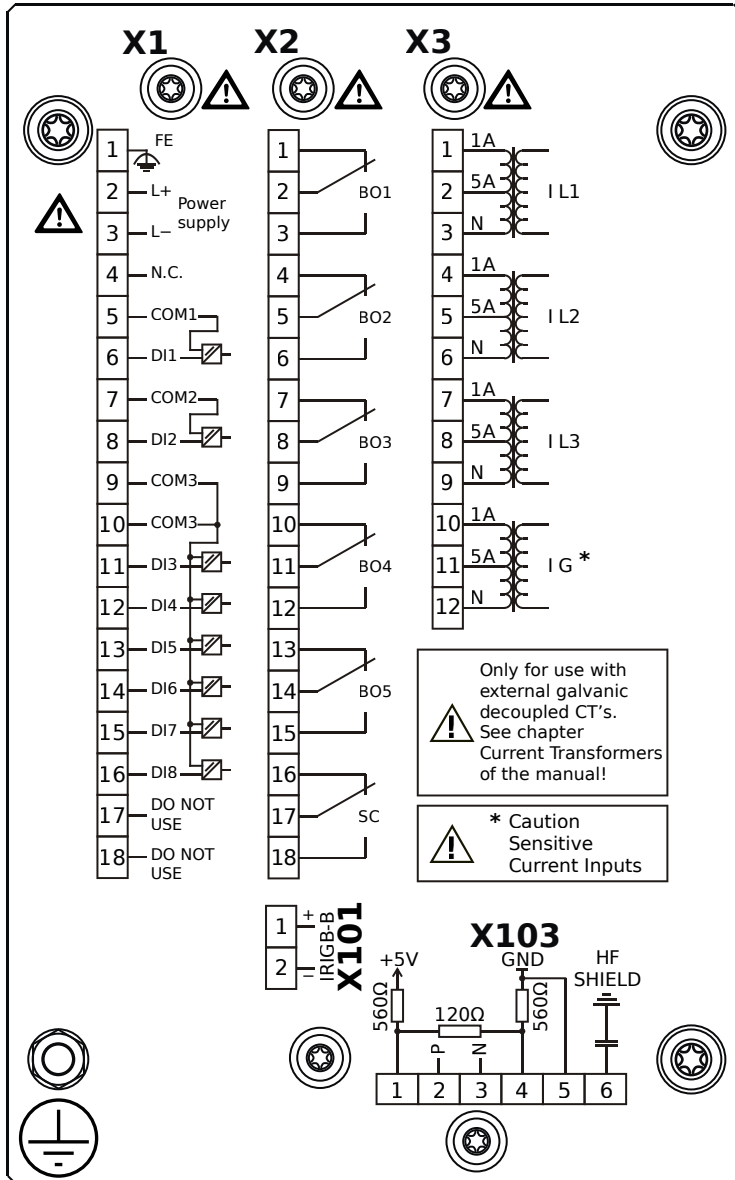 X1
X2
X3
1 FE
2 L+
3 L−
Power
supply
4 N.C.
5 COM1
6 DI1
7 COM2
8 DI2
9 COM3
10 COM3
11 DI3
12 DI4
13 DI5
14 DI6
15 DI7
16 DI8
17 DO NOT
USE
18 DO NOT
USE
1
2 BO1
3
4
5 BO2
6
7
8 BO3
9
10
11 BO4
12
13
14 BO5
15
16
17 SC
18
1 1A
2 5A I L1
3 N
4 1A
5 5A I L2
6 N
7 1A
8 5A I L3
9 N
10 1A
11 5A I G *
12 N
Only for use with
external galvanic
decoupled CT's.
See chapter
Current Transformers
of the manual!
* Caution
Sensitive
Current Inputs
1 +
2 −
IRIGB-B
X101
X103
+5V
GND
HF
SHIELD
560Ω
120Ω
560Ω
P
N
1 2 3 4 5 6